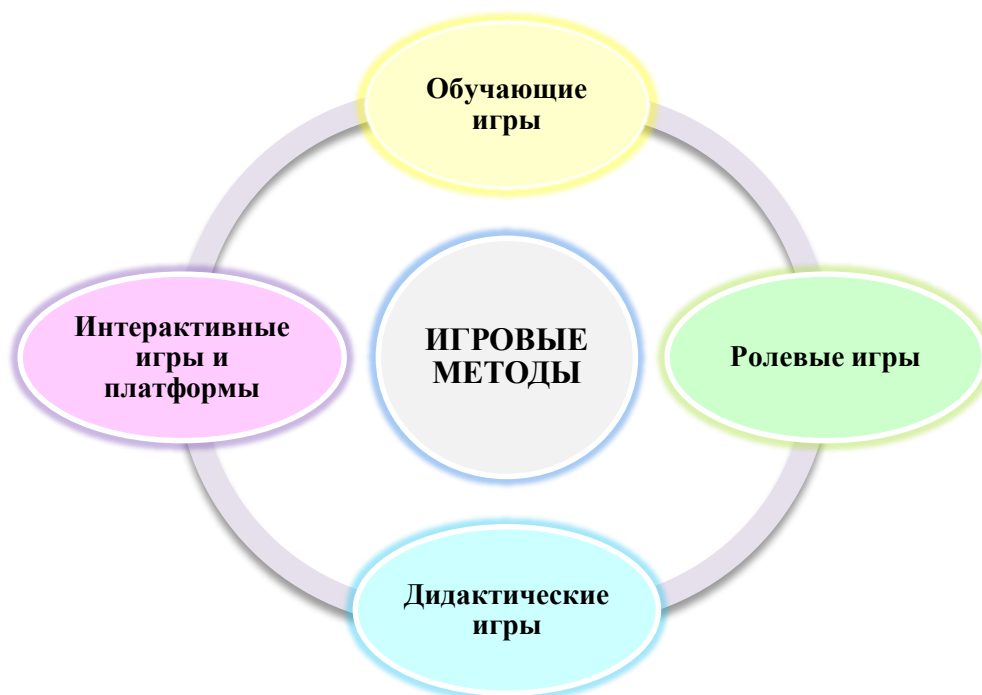 Обучающие
игры
Интерактивные
игры и
платформы
ИГРОВЫЕ
МЕТОДЫ
Ролевые игры
Дидактические
игры